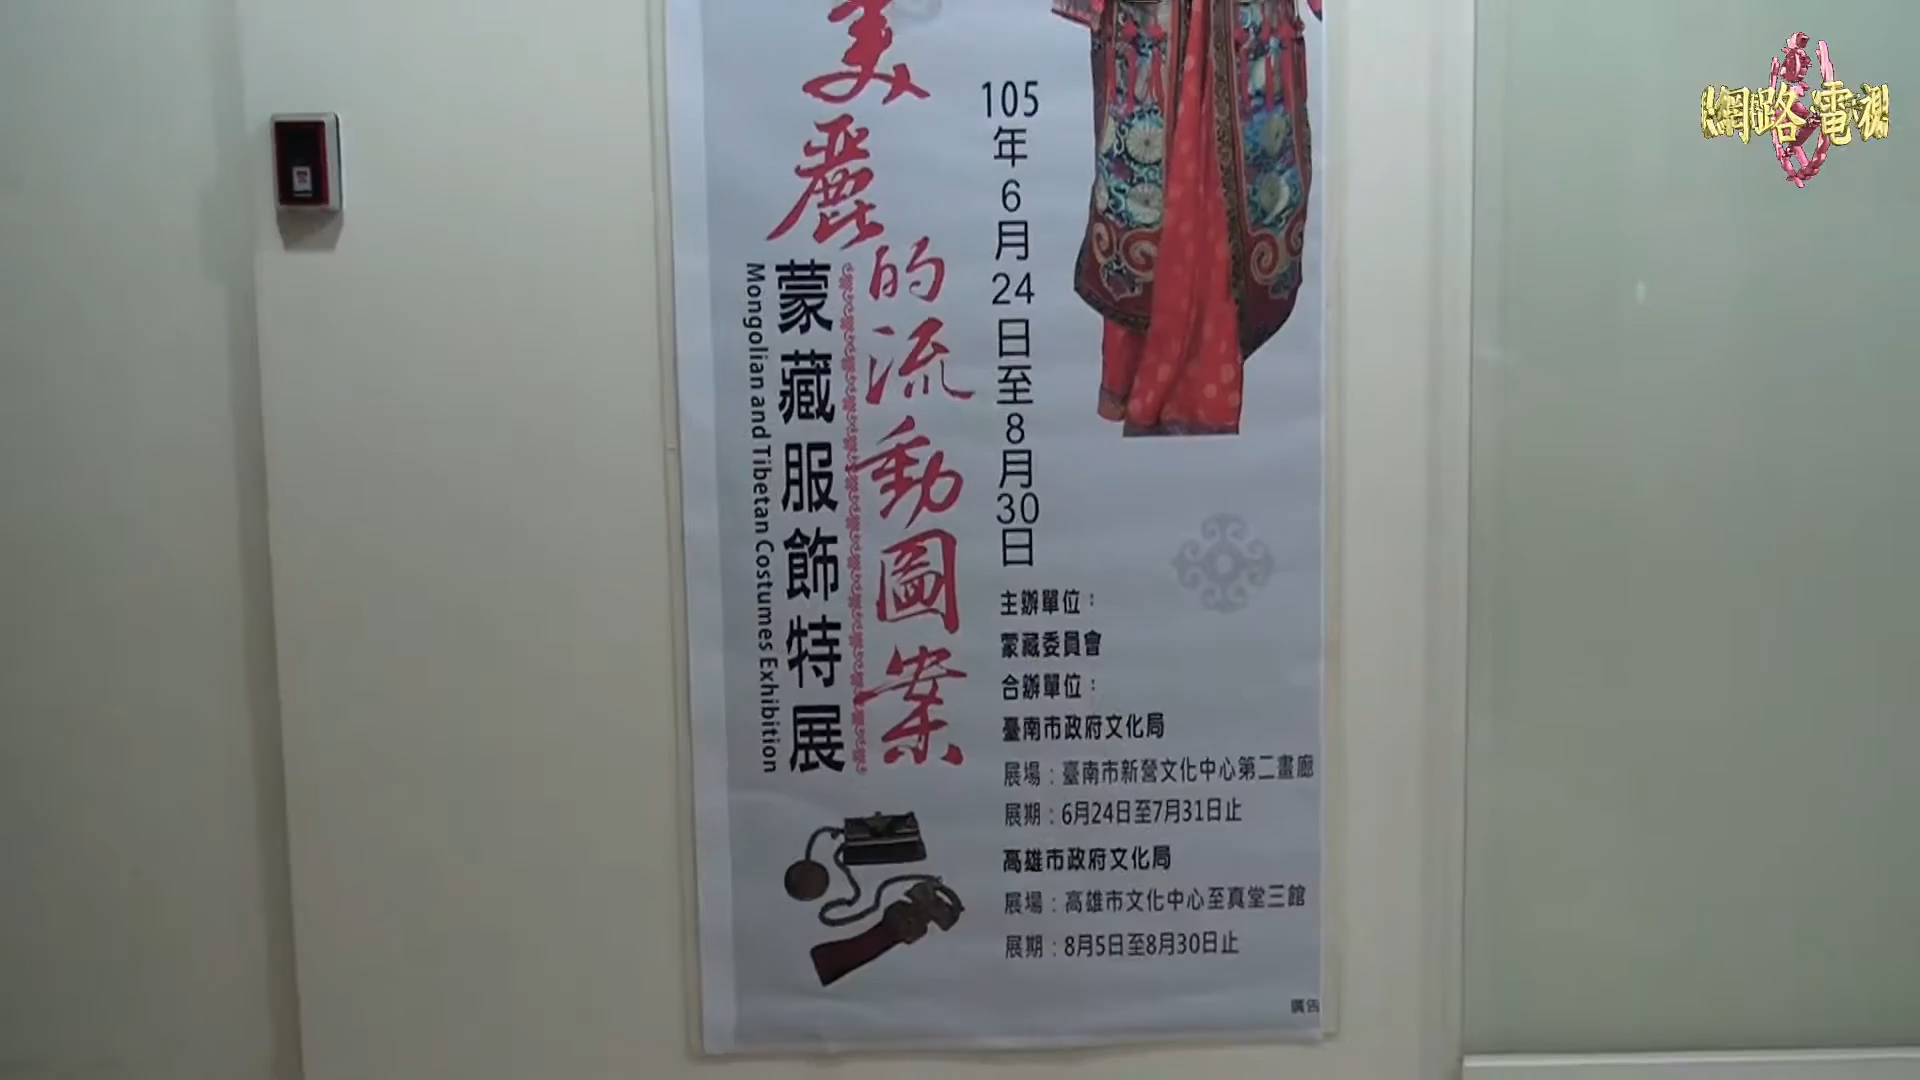 美麗的流動圖案
蒙藏服飾特展
Mongolian and Tibetan Costumes Exhibition
105年6月24日至8月30日
主辦單位：
蒙藏委員會
合辦單位：
臺南市政府文化局
展場：臺南市新營文化中心第二畫廊
展期：6月24日至7月31日止
高雄市政府文化局
展場：高雄市文化中心至真堂三館
展期：8月5日至8月30日止
廣告
網路電視